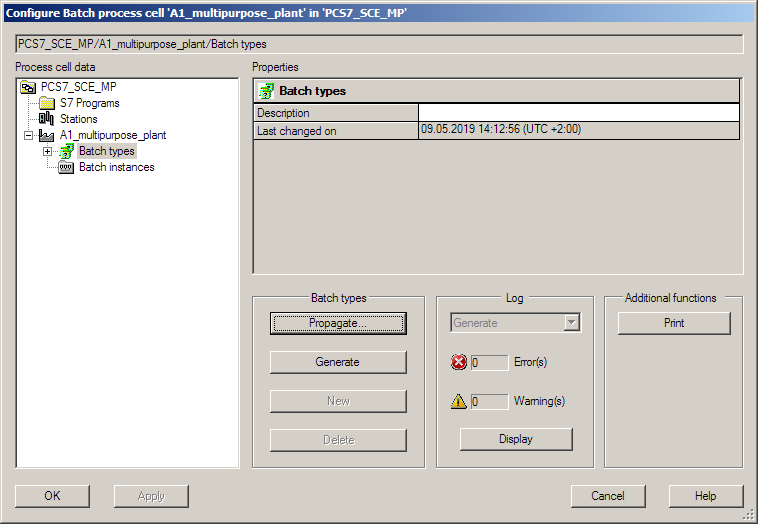 Configure Batch process cell 'A1_multipurpose_plant' in 'PCS7_SCE_MP'
PCS7_SCE_MP/A1_multipurpose_plant/Batch types
Process cell data
PCS7_SCE_MP
S7 Programs
Stations
A1_multipurpose_plant
Batch types
Batch instances
Properties
Batch types
Description
Last changed on 09.05.2019 14:12:56 (UTC +2:00)
Batch types
Propagate...
Generate
New
Delete
Log
Generate
0 Error(s)
0 Warning(s)
Display
Additional functions
Print
OK
Apply
Cancel
Help